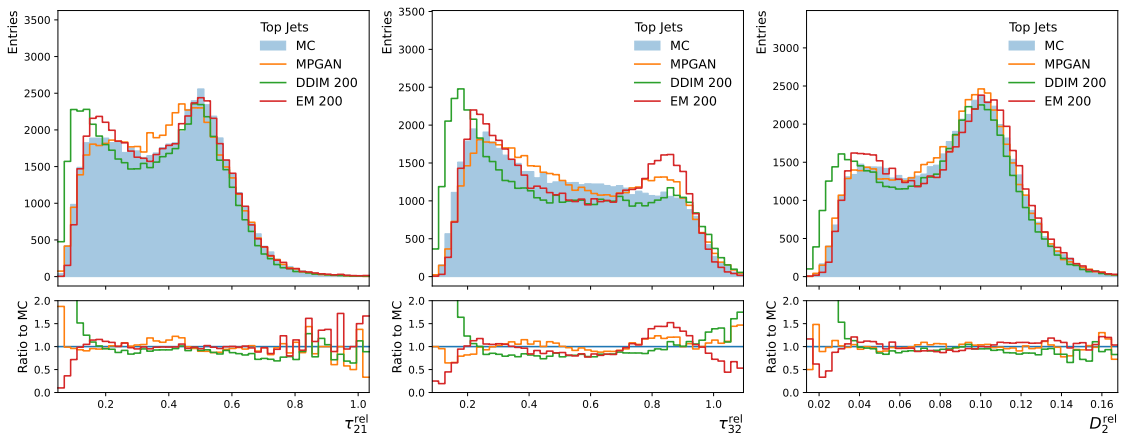 Entries
3500
3000
2500
2000
1500
1000
500
0
Top Jets
MC
MPGAN
DDIM 200
EM 200
Ratio to MC
2.0
1.5
1.0
0.5
0.0
0.2 0.4 0.6 0.8 1.0
τ₂₁ʳᵉˡ
Entries
3500
3000
2500
2000
1500
1000
500
0
Top Jets
MC
MPGAN
DDIM 200
EM 200
Ratio to MC
2.0
1.5
1.0
0.5
0.0
0.2 0.4 0.6 0.8 1.0
τ₃₂ʳᵉˡ
Entries
3000
2500
2000
1500
1000
500
0
Top Jets
MC
MPGAN
DDIM 200
EM 200
Ratio to MC
2.0
1.5
1.0
0.5
0.0
0.02 0.04 0.06 0.08 0.10 0.12 0.14 0.16
D₂ʳᵉˡ